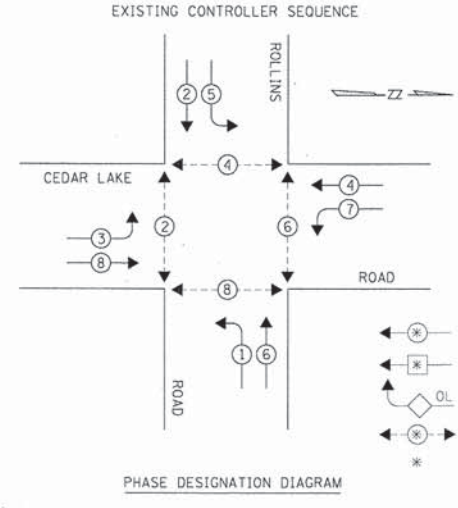 EXISTING CONTROLLER SEQUENCE
ROLLINS
2 5
ZZ
4
CEDAR LAKE
4
7
3
2
6
8
8
ROAD
1 6
ROAD
*
*
OL
*
*
PHASE DESIGNATION DIAGRAM